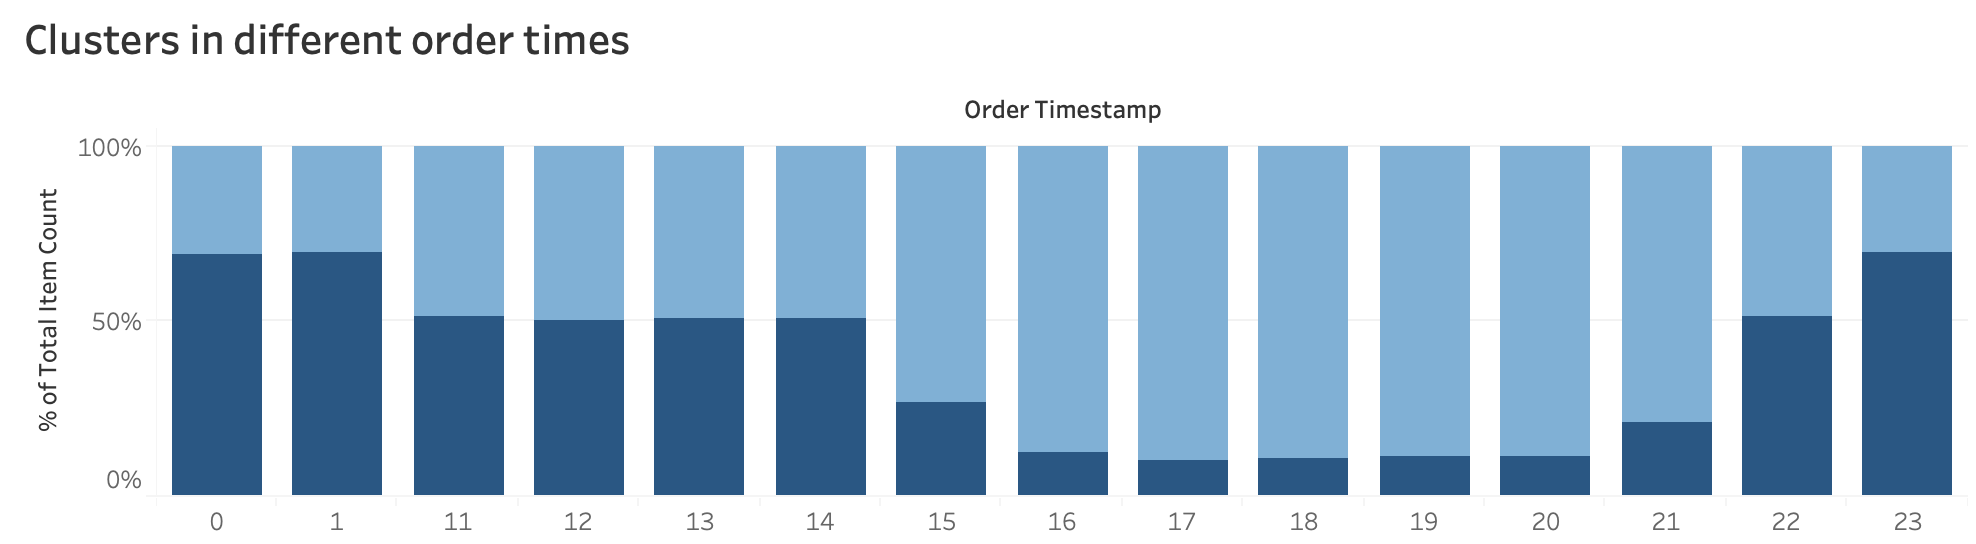 Clusters in different order times
Order Timestamp
% of Total Item Count
100%
50%
0%
0 1 11 12 13 14 15 16 17 18 19 20 21 22 23